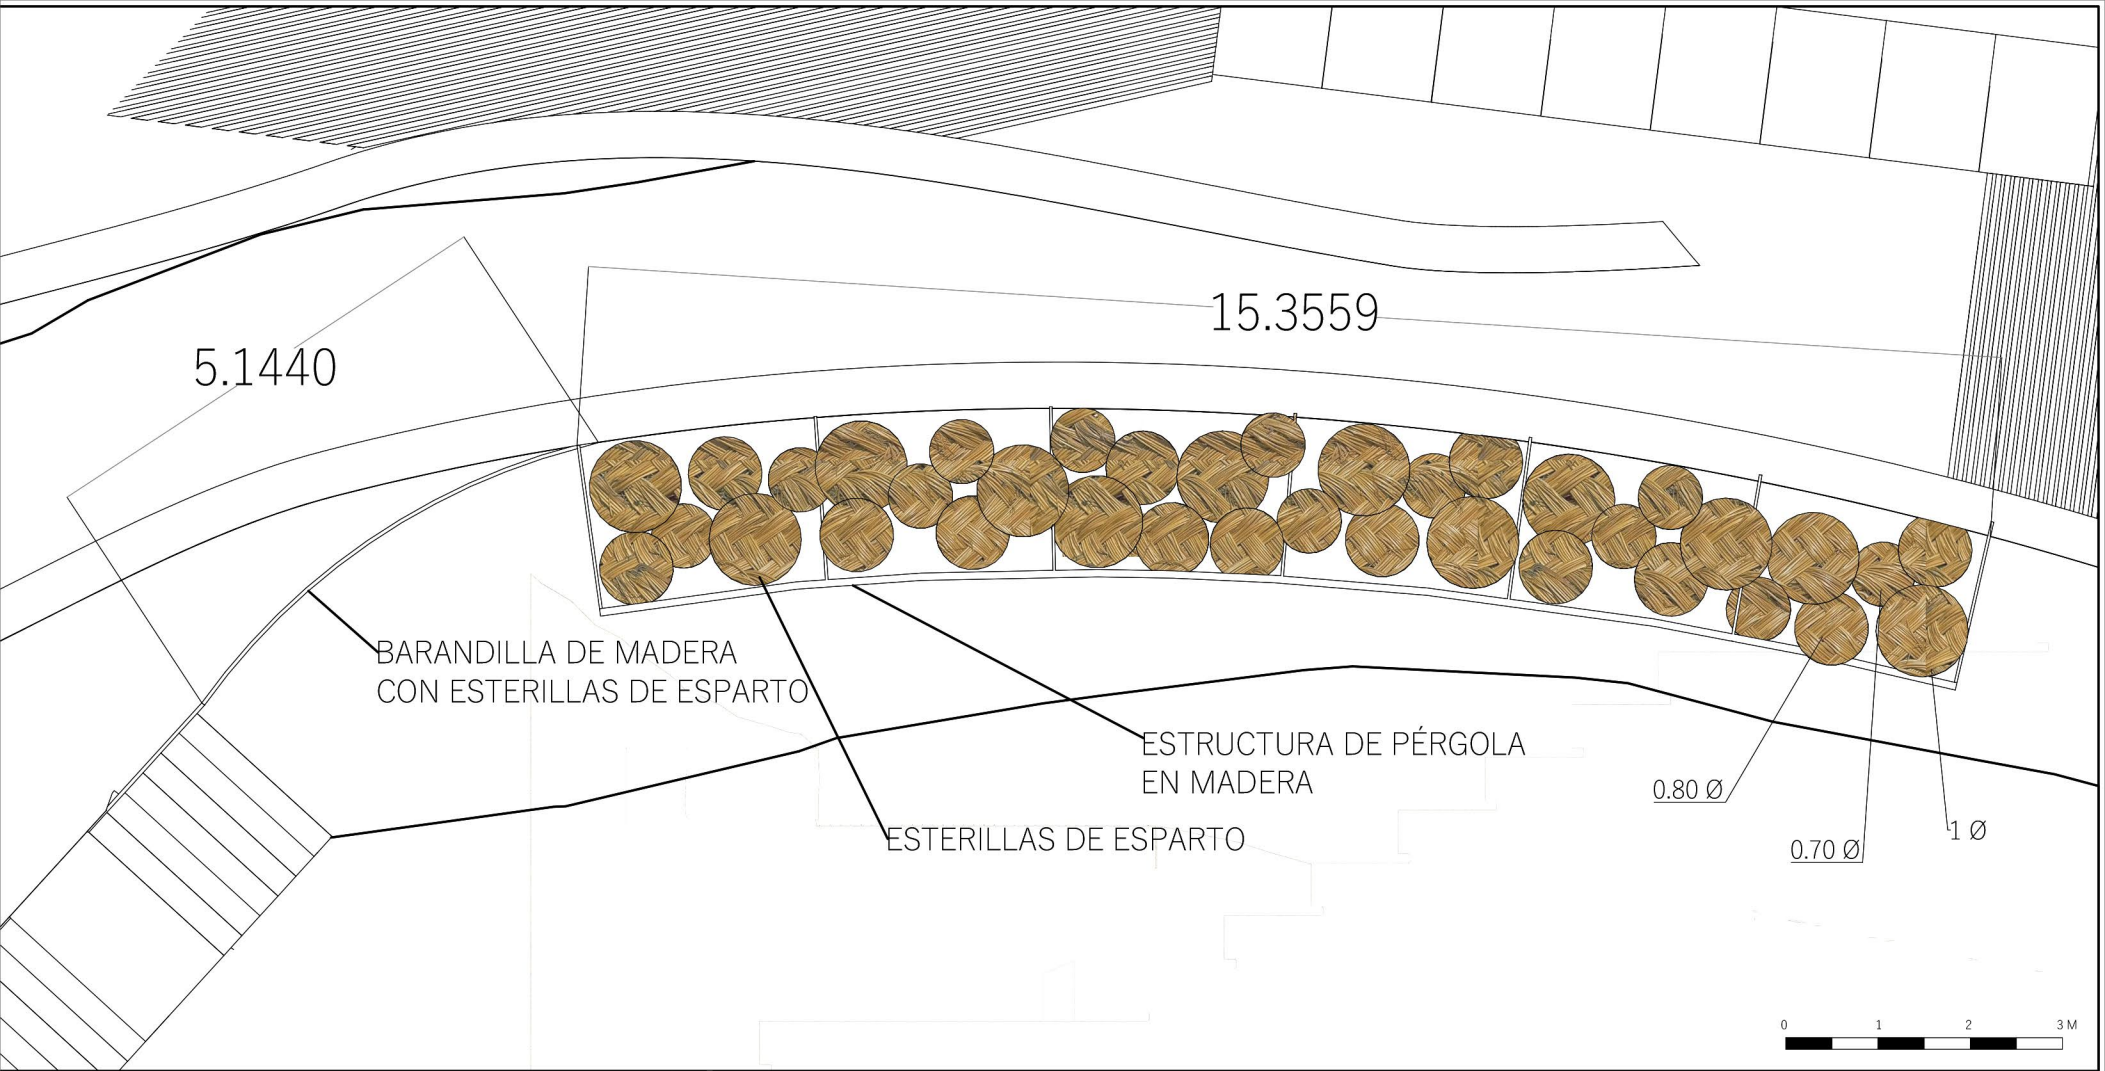 15.3559
5.1440
BARANDILLA DE MADERA
CON ESTERILLAS DE ESPARTO
ESTRUCTURA DE PÉRGOLA
EN MADERA
ESTERILLAS DE ESPARTO
0.80 Ø
0.70 Ø
1 Ø
0 1 2 3 M